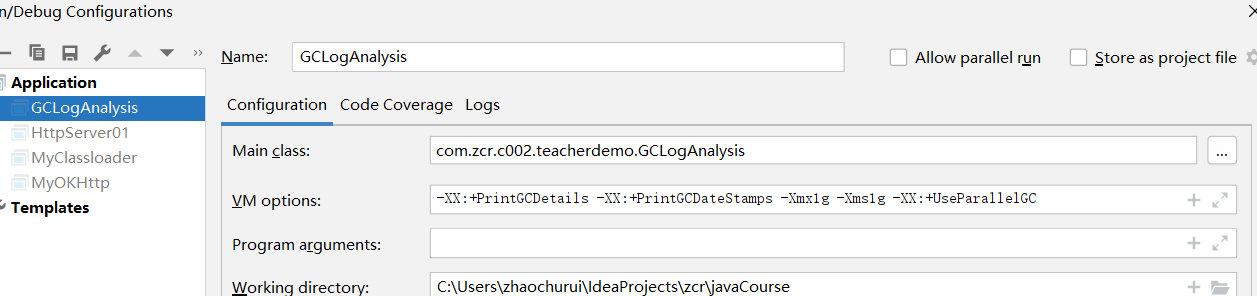 n/Debug Configurations
Name: GCLogAnalysis Allow parallel run Store as project file
Application
GCLogAnalysis
HttpServer01
MyClassloader
MyOKHttp
Templates
Configuration Code Coverage Logs
Main class: com.zcr.c002.teacherdemo.GCLogAnalysis ...
VM options: -XX:+PrintGCDetails -XX:+PrintGCDateStamps -Xmx1g -Xms1g -XX:+UseParallelGC
Program arguments:
Working directory: C:\Users\zhaochurui\IdeaProjects\zcr\javaCourse